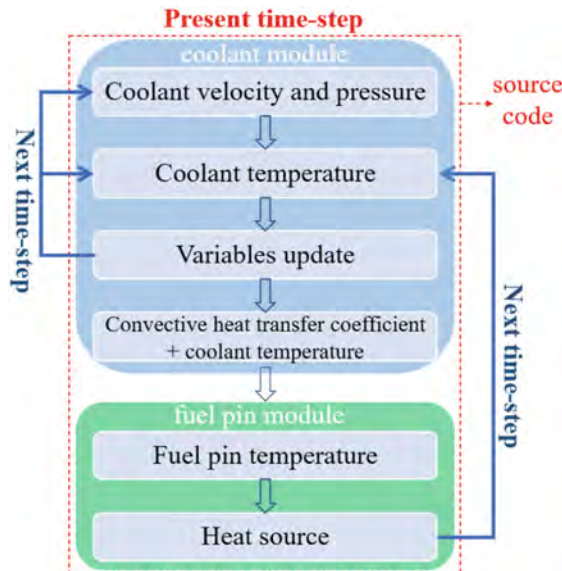 Present time-step
coolant module
Coolant velocity and pressure
source
code
Next time-step
Coolant temperature
Variables update
Convective heat transfer coefficient
+ coolant temperature
Next time-step
fuel pin module
Fuel pin temperature
Heat source